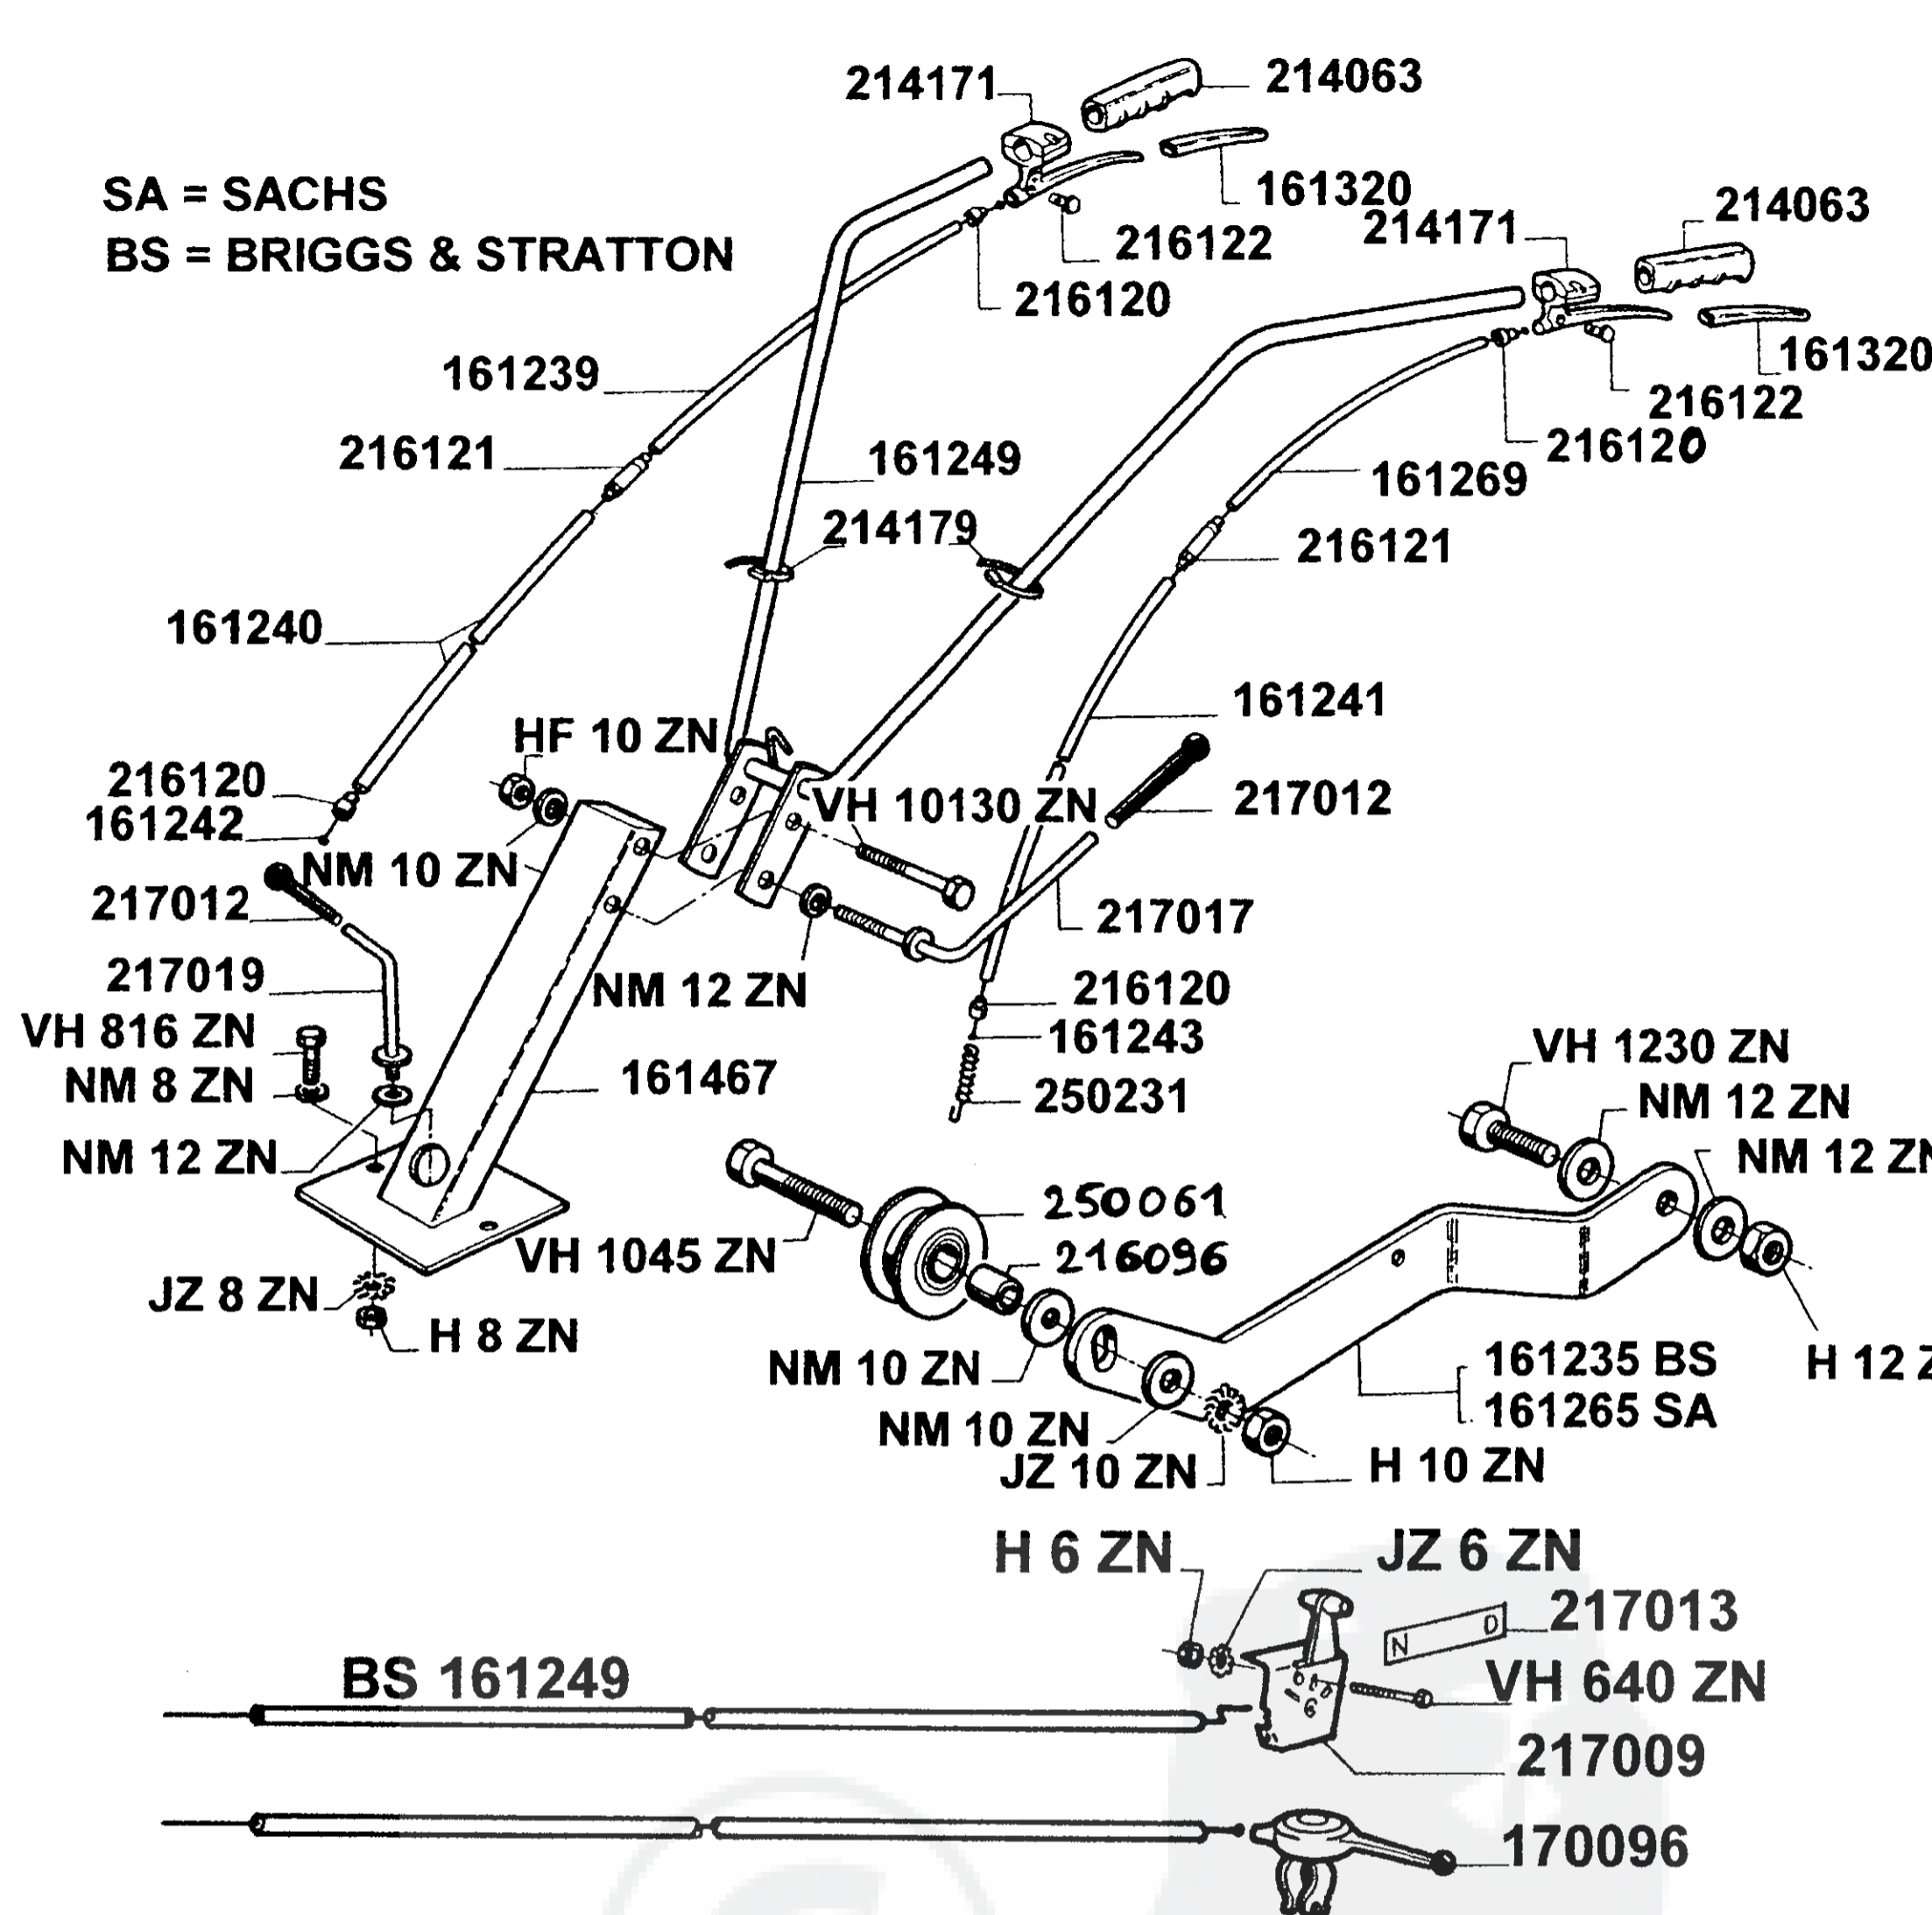 214171
214063
SA = SACHS
161320
214063
BS = BRIGGS & STRATTON
216122
214171
216120
161320
161239
216122
216121
161249
216120
161269
214179
216121
161240
161241
HF 10 ZN
216120
VH 10130 ZN
217012
161242
NM 10 ZN
217012
217017
217019
NM 12 ZN
216120
VH 816 ZN
161243
VH 1230 ZN
NM 8 ZN
161467
250231
NM 12 ZN
NM 12 ZN
NM 12 ZN
250061
VH 1045 ZN
216096
JZ 8 ZN
H 8 ZN
NM 10 ZN
161235 BS
H 12 Z
161265 SA
NM 10 ZN
JZ 10 ZN
H 10 ZN
H 6 ZN
JZ 6 ZN
217013
N D
BS 161249
VH 640 ZN
217009
170096